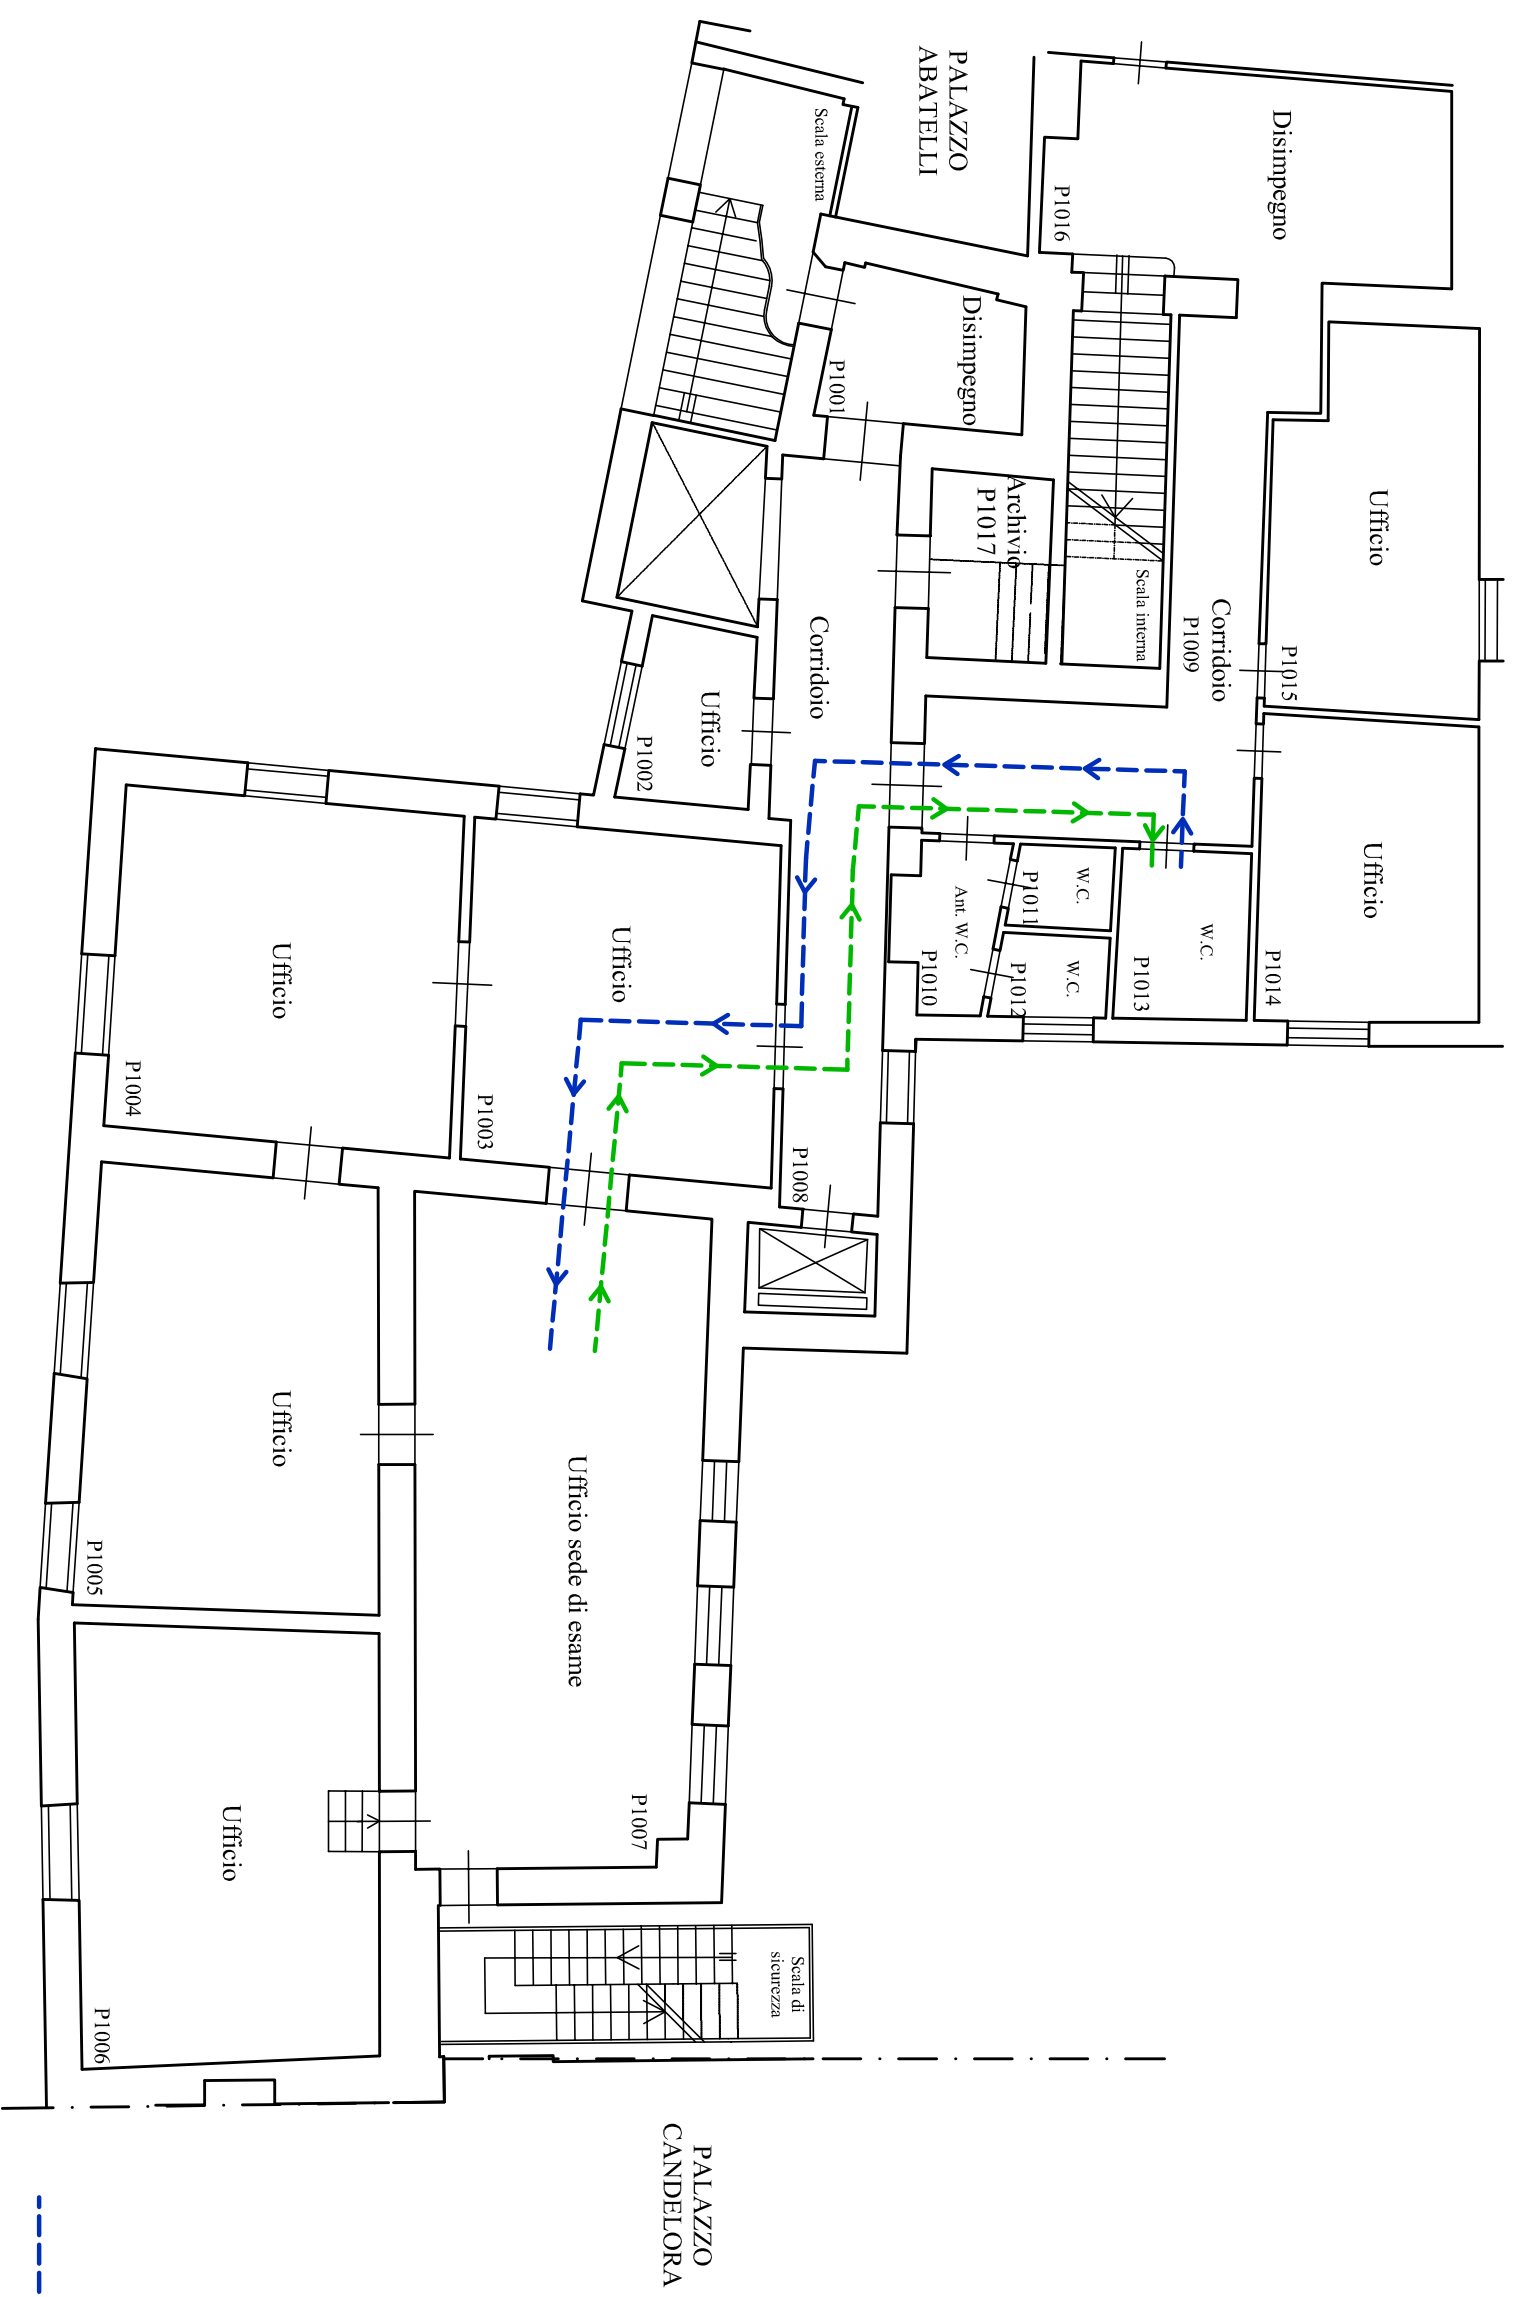 PALAZZO
ABATELLI
Scala esterna
Disimpegno
P1016
Disimpegno
P1001
Archivio
P1017
Scala interna
Corridoio
P1009
Ufficio
P1015
Corridoio
Ufficio
P1002
Ufficio
P1014
W.C.
P1011
Ant. W.C.
P1010
W.C.
P1012
W.C.
P1013
Ufficio
P1003
Ufficio
P1004
P1008
Ufficio
P1005
Ufficio sede di esame
P1007
Ufficio
P1006
Scala di
sicurezza
PALAZZO
CANDELORA